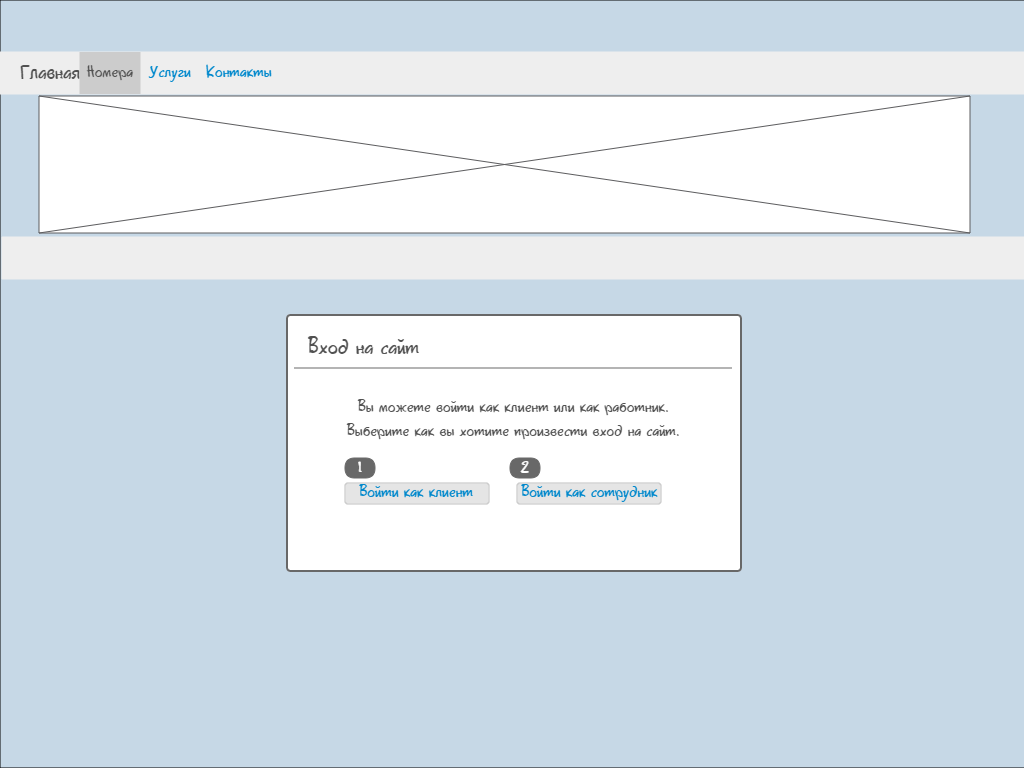 Главная Номера Услуги Контакты
Вход на сайт
Вы можете войти как клиент или как работник.
Выберите как вы хотите произвести вход на сайт.
1 2
Войти как клиент Войти как сотрудник